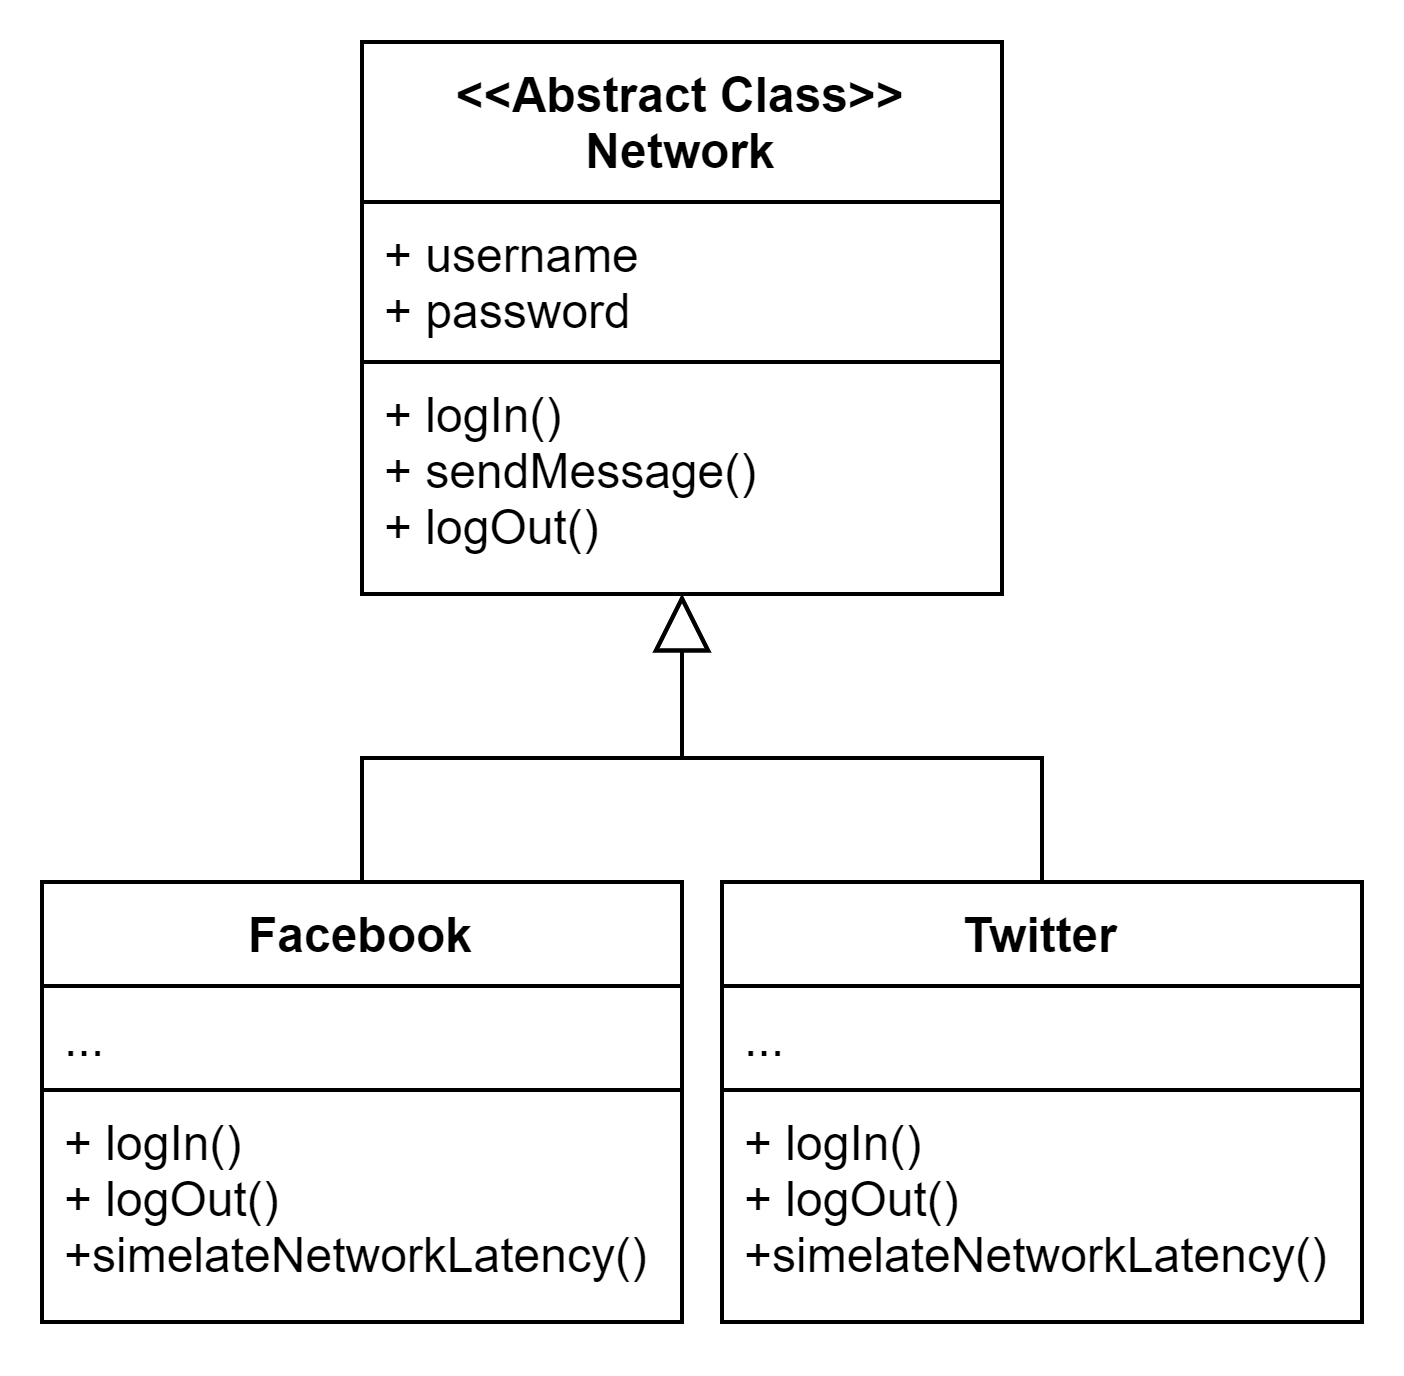 <<Abstract Class>>
Network
+ username
+ password
+ logIn()
+ sendMessage()
+ logOut()
Facebook
...
+ logIn()
+ logOut()
+simelateNetworkLatency()
Twitter
...
+ logIn()
+ logOut()
+simelateNetworkLatency()